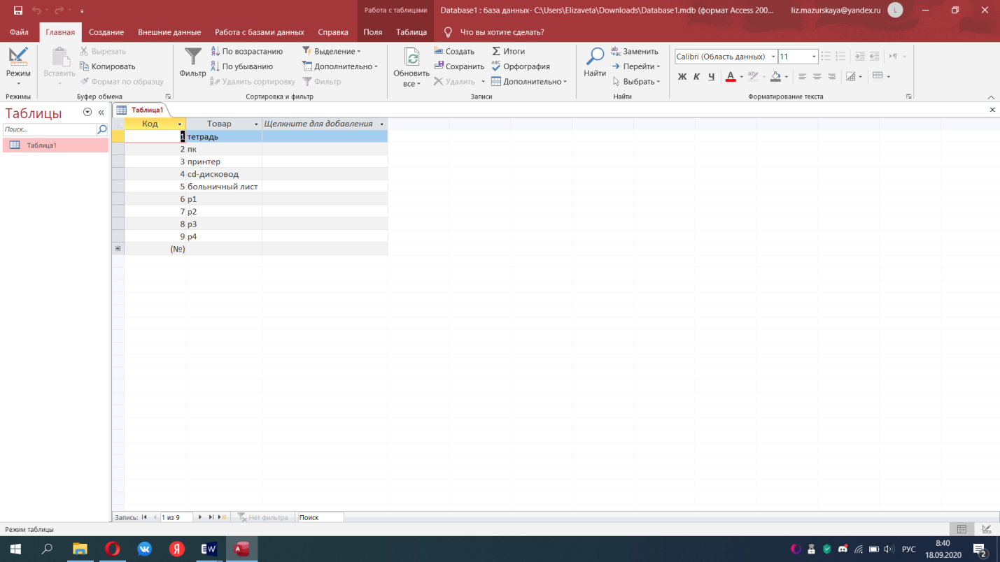 Работа с таблицами
Database1 : база данных- C:\Users\Elizaveta\Downloads\Database1.mdb (формат Access 200...
liz.mazurskaya@yandex.ru
L
Файл Главная Создание Внешние данные Работа с базами данных Справка Поля Таблица Что вы хотите сделать?
Режим
Режимы
Вставить
Вырезать
Копировать
Формат по образцу
Буфер обмена
Фильтр
По возрастанию
По убыванию
Удалить сортировку
Выделение
Дополнительно
Фильтр
Сортировка и фильтр
Обновить
все
Создать
Сохранить
Удалить
Итоги
Орфография
Дополнительно
Записи
Найти
Заменить
Перейти
Выбрать
Найти
Calibri (Область данных) 11
Ж К Ч А
Форматирование текста
Таблицы
Поиск...
Таблица1
Таблица1
Код Товар Щелкните для добавления
1 тетрадь
2 пк
3 принтер
4 cd-дисковод
5 больничный лист
6 р1
7 р2
8 р3
9 р4
(№)
Запись: 1 из 9 Нет фильтра Поиск
Режим таблицы
РУС
8:40
18.09.2020
2